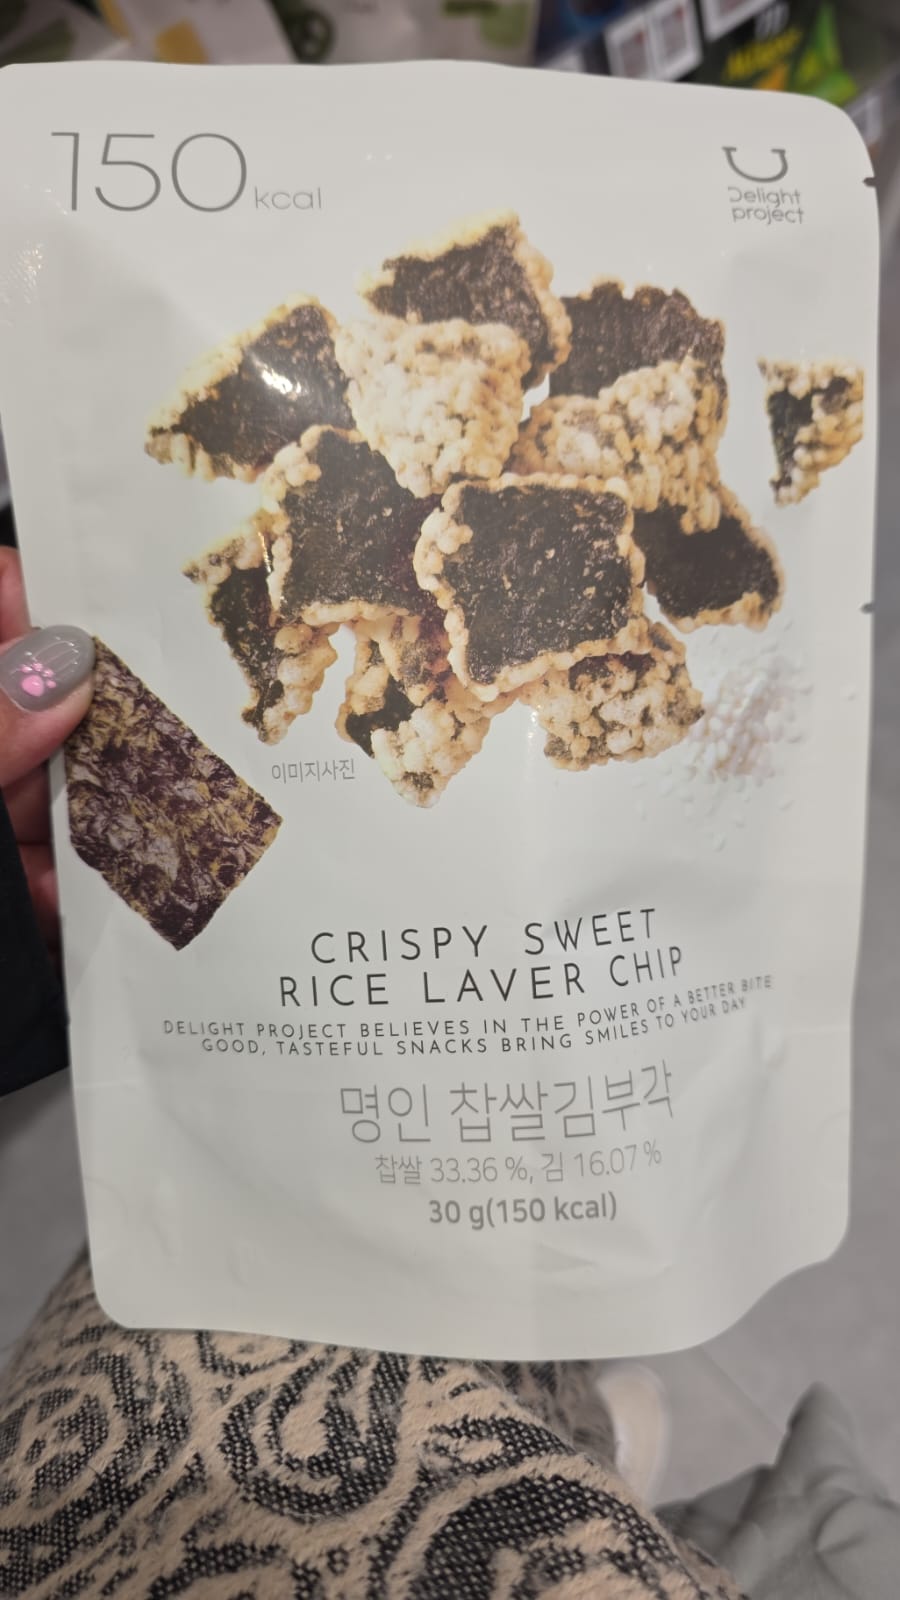 150 kcal
Delight
project
이미지사진
CRISPY SWEET
RICE LAVER CHIP
DELIGHT PROJECT BELIEVES IN THE POWER OF A BETTER BITE
GOOD, TASTEFUL SNACKS BRING SMILES TO YOUR DAY
명인 찹쌀김부각
찹쌀 33.36 %, 김 16.07 %
30 g(150 kcal)